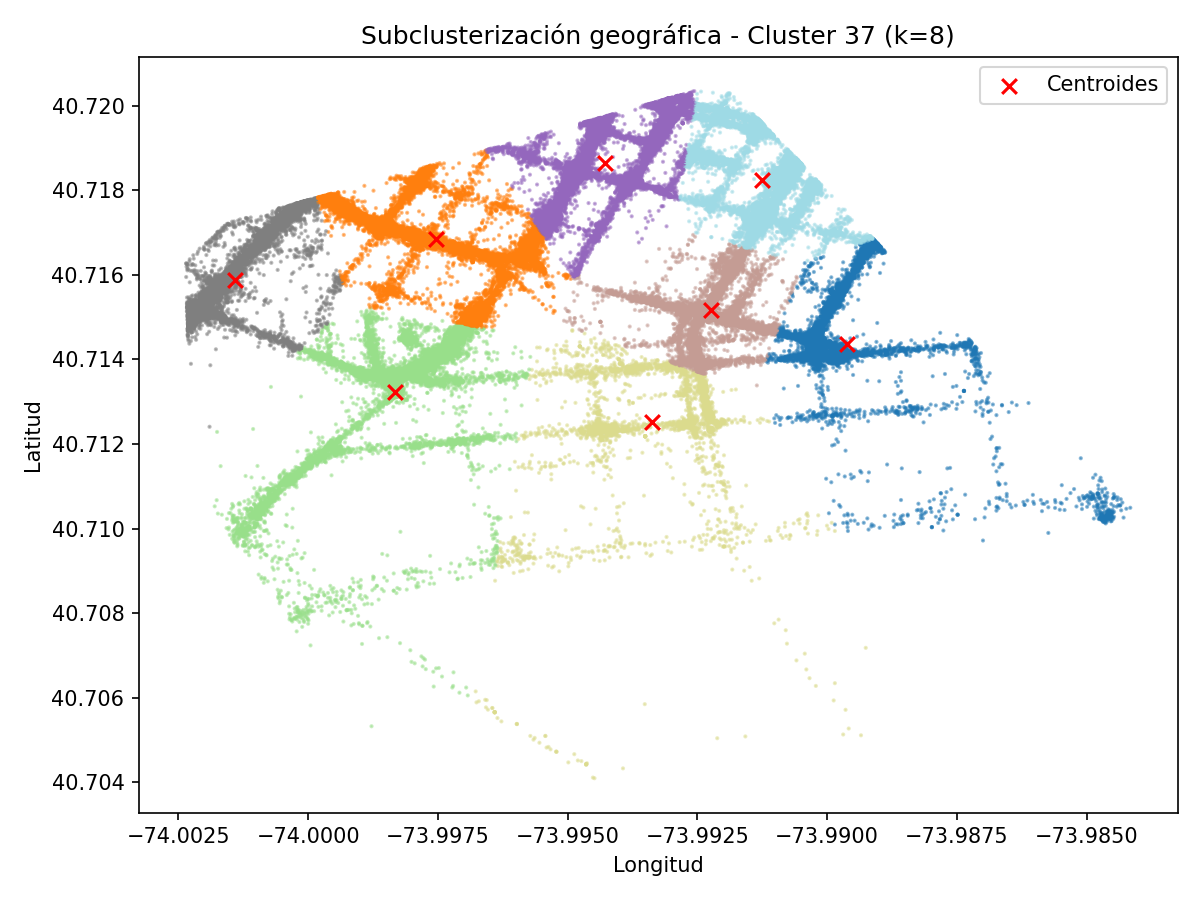 Subclusterización geográfica - Cluster 37 (k=8)
Centroides
40.720
40.718
40.716
40.714
40.712
40.710
40.708
40.706
40.704
Latitud
−74.0025 −74.0000 −73.9975 −73.9950 −73.9925 −73.9900 −73.9875 −73.9850
Longitud